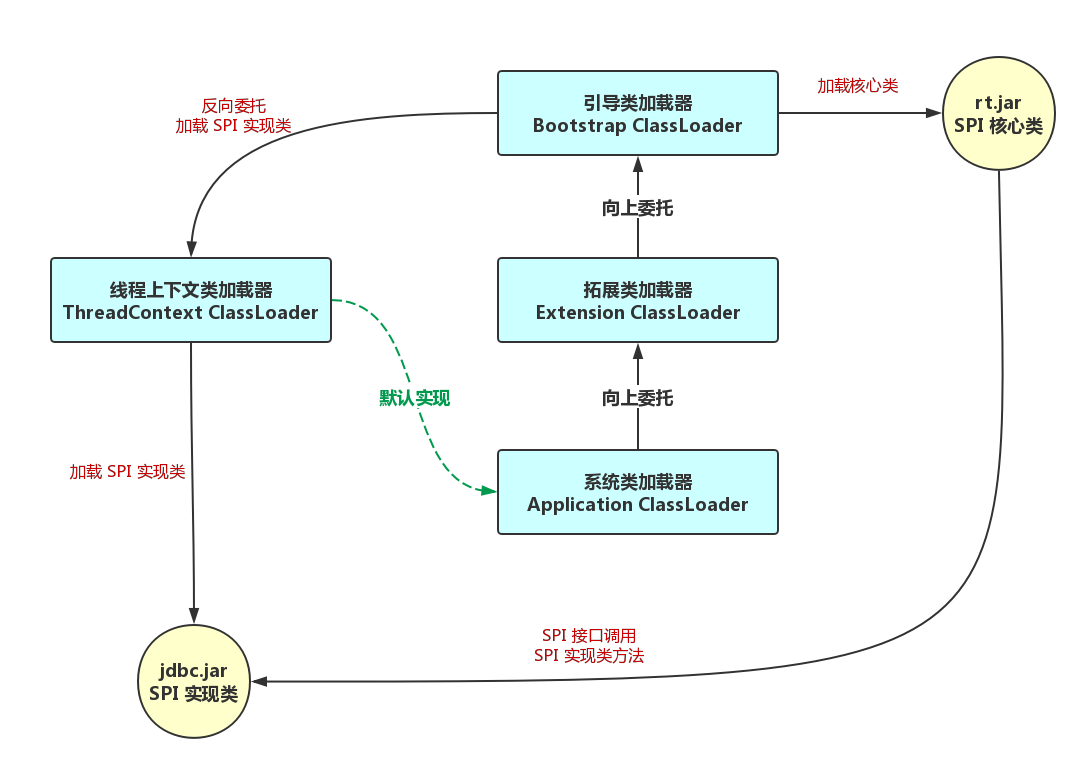 引导类加载器
Bootstrap ClassLoader
加载核心类
rt.jar
SPI 核心类
反向委托
加载 SPI 实现类
向上委托
线程上下文类加载器
ThreadContext ClassLoader
拓展类加载器
Extension ClassLoader
默认实现
向上委托
加载 SPI 实现类
系统类加载器
Application ClassLoader
SPI 接口调用
SPI 实现类方法
jdbc.jar
SPI 实现类